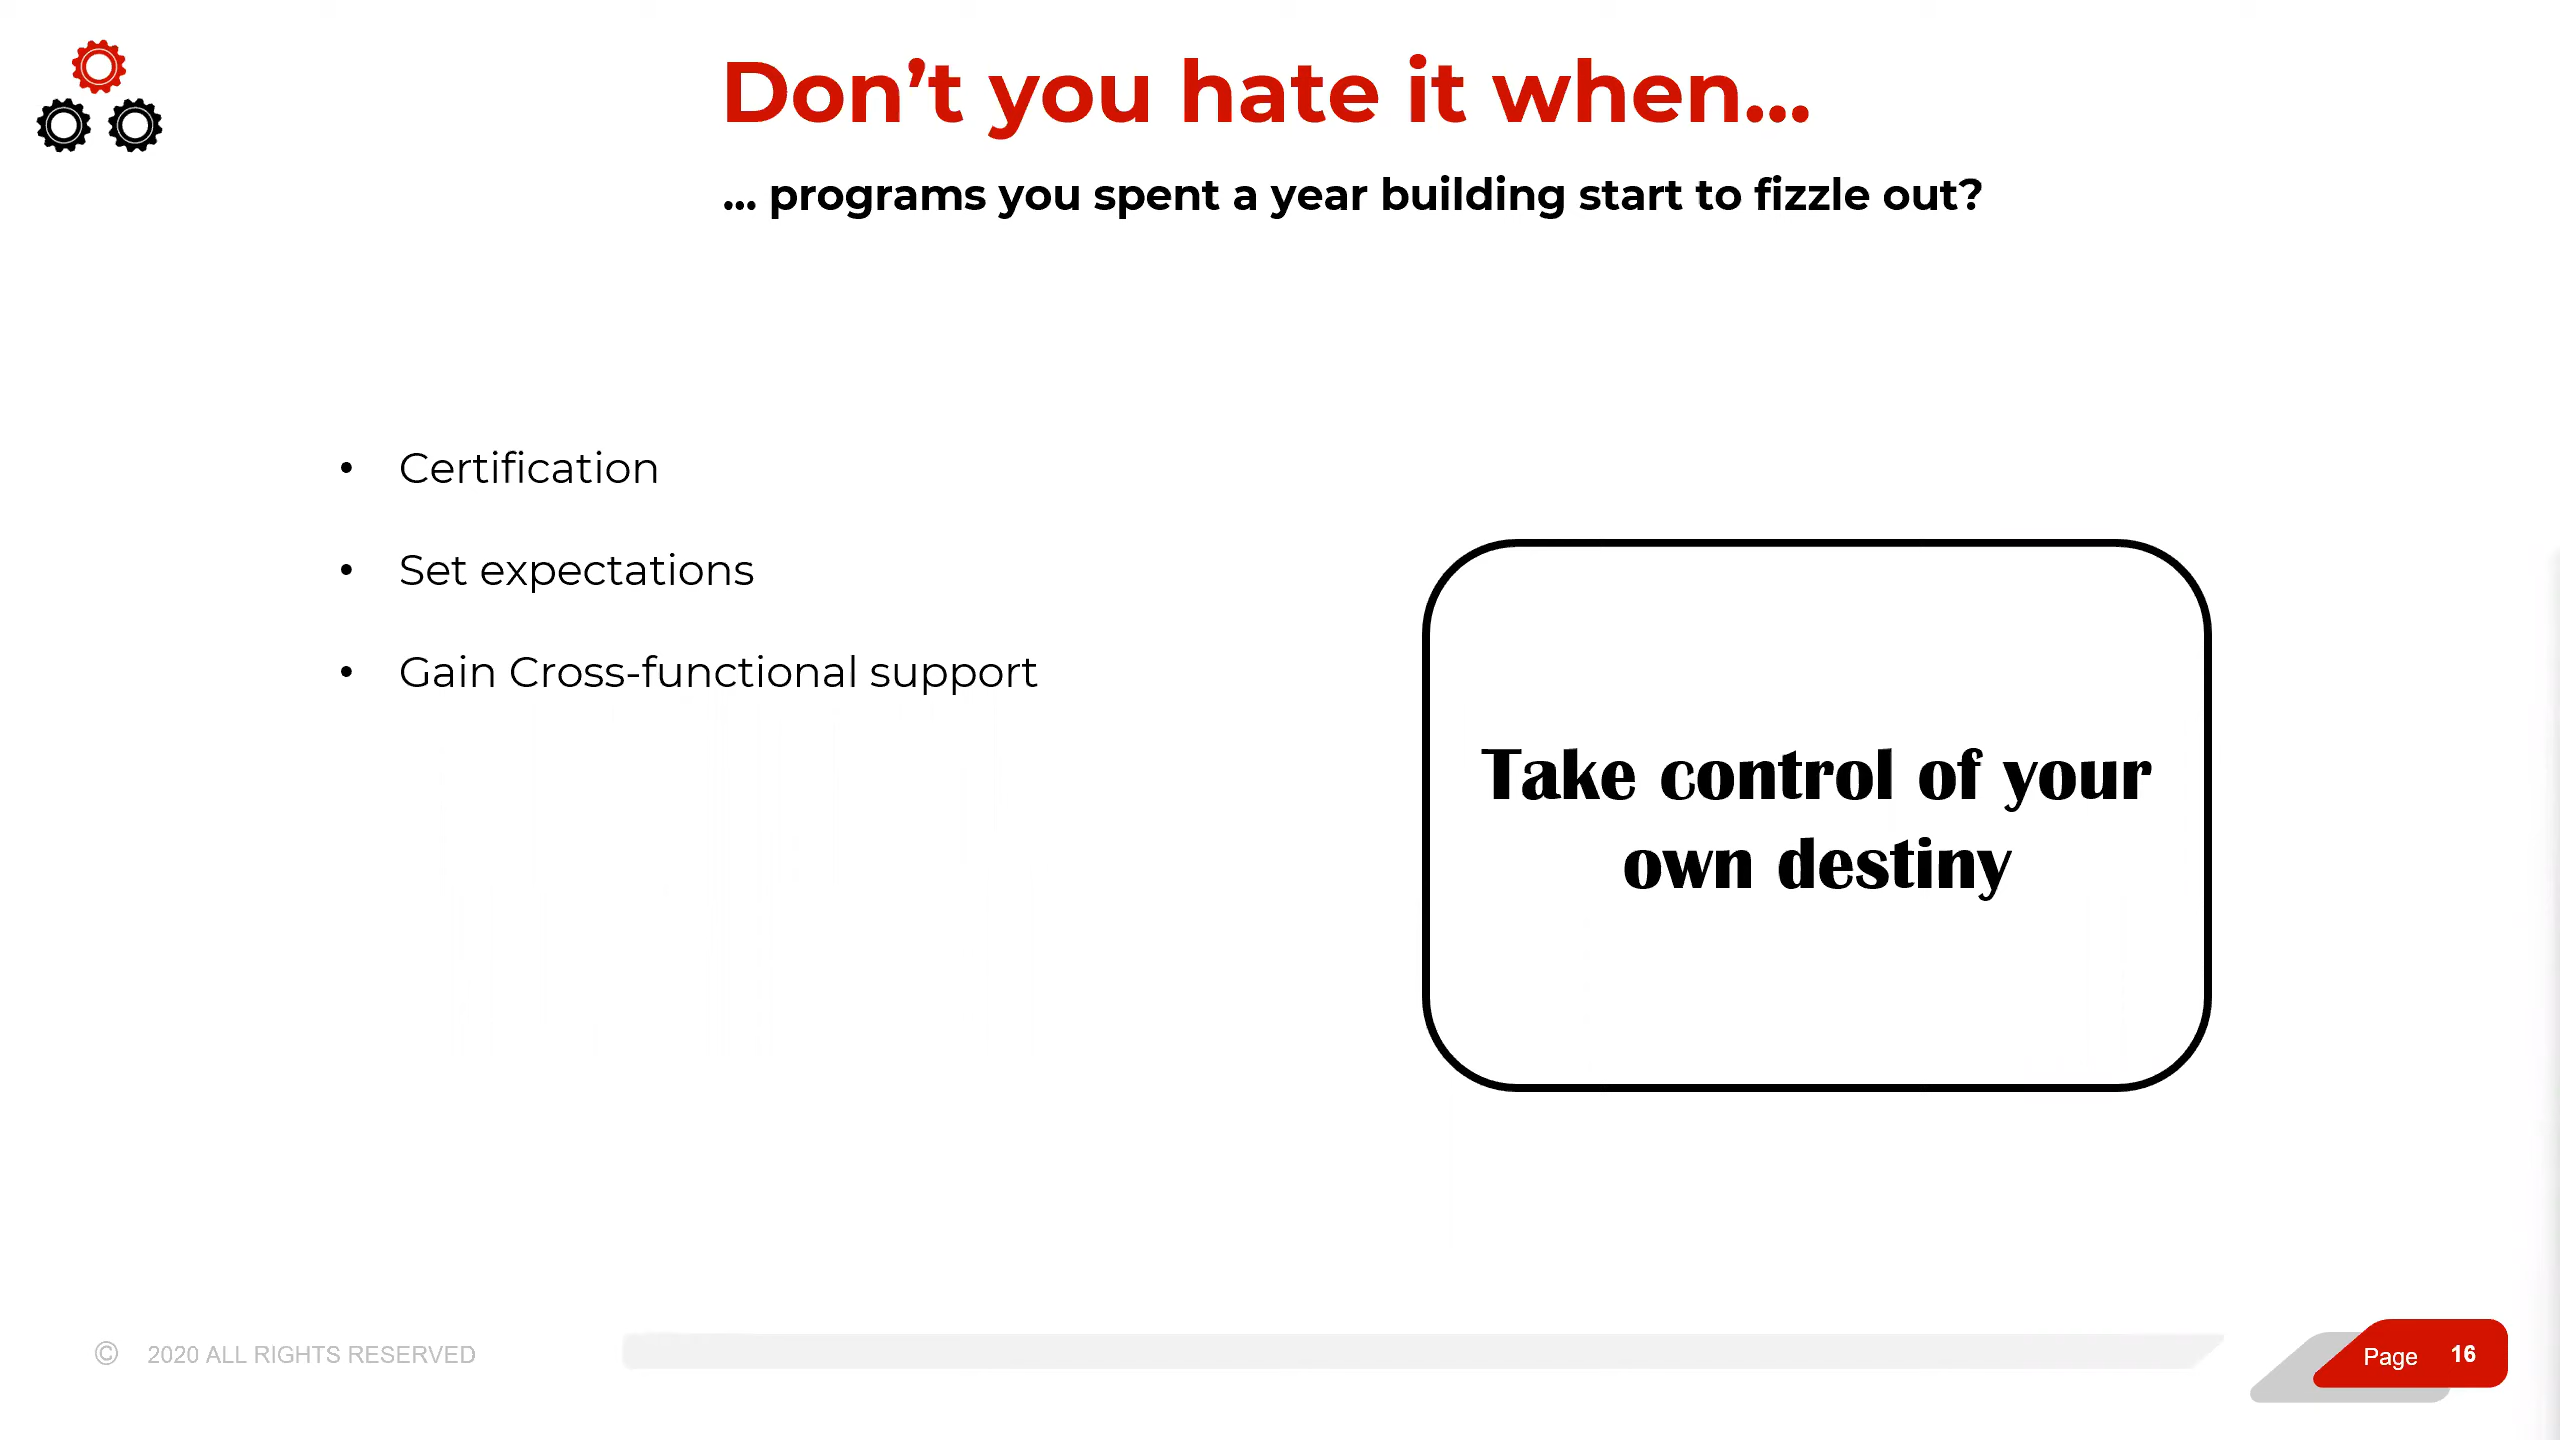 Don’t you hate it when...
... programs you spent a year building start to fizzle out?
• Certification
• Set expectations
• Gain Cross-functional support
Take control of your
own destiny
© 2020 ALL RIGHTS RESERVED
Page 16